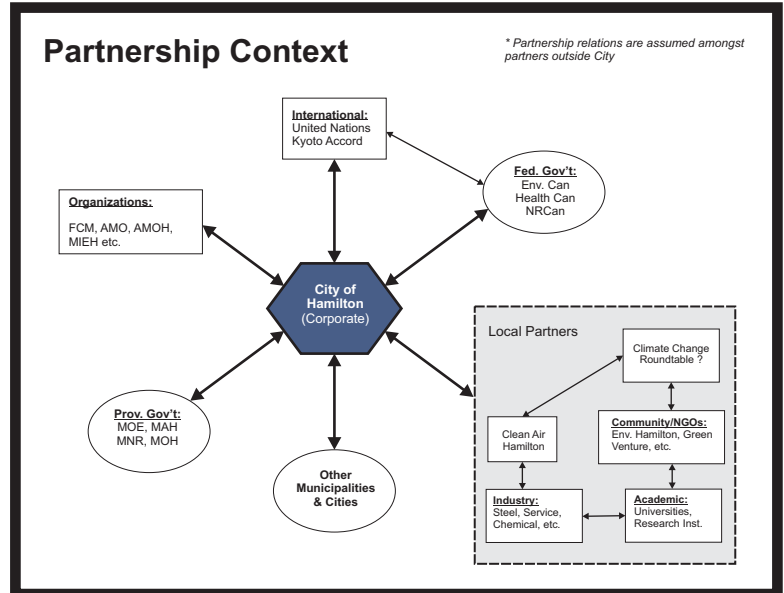 Partnership Context
* Partnership relations are assumed amongst
partners outside City
International:
United Nations
Kyoto Accord
Fed. Gov't:
Env. Can
Health Can
NRCan
Organizations:
FCM, AMO, AMOH,
MIEH etc.
City of
Hamilton
(Corporate)
Prov. Gov't:
MOE, MAH
MNR, MOH
Other
Municipalities
& Cities
Local Partners
Climate Change
Roundtable ?
Clean Air
Hamilton
Community/NGOs:
Env. Hamilton, Green
Venture, etc.
Industry:
Steel, Service,
Chemical, etc.
Academic:
Universities,
Research Inst.